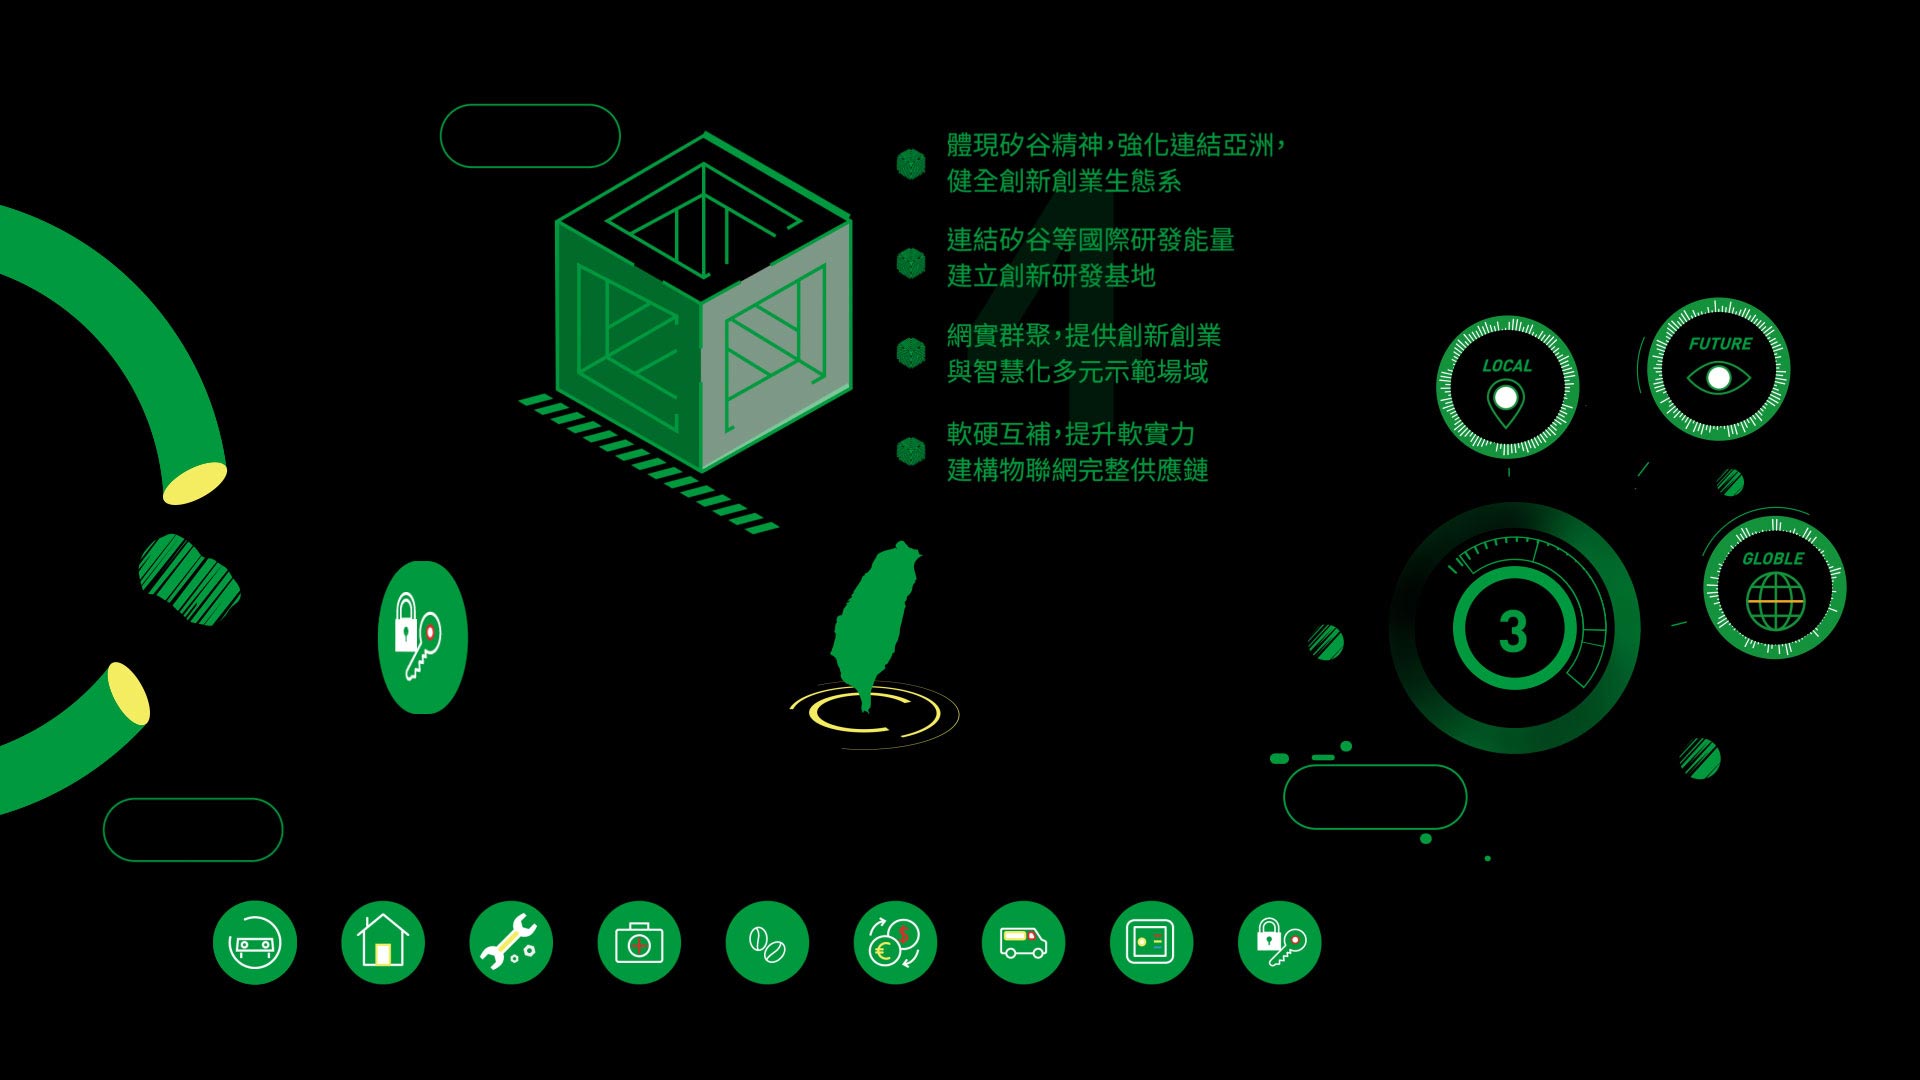 體現矽谷精神，強化連結亞洲，
健全創新創業生態系
連結矽谷等國際研發能量
建立創新研發基地
4
網實群聚，提供創新創業
與智慧化多元示範場域
軟硬互補，提升軟實力
建構物聯網完整供應鏈
LOCAL
FUTURE
GLOBLE
3
$
€